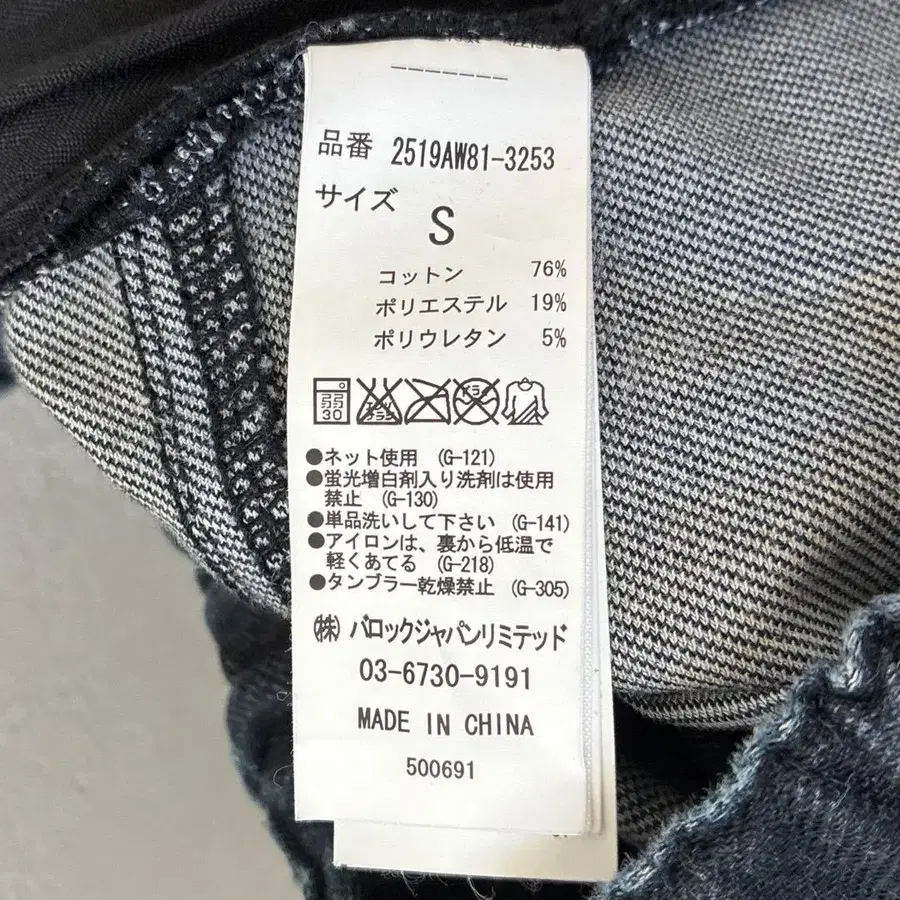 品番 2519AW81-3253
サイズ
S
コットン 76%
ポリエステル 19%
ポリウレタン 5%
30
●ネット使用 (G-121)
●蛍光増白剤入り洗剤は使用
禁止 (G-130)
●単品洗いして下さい (G-141)
●アイロンは、裏から低温で
軽くあてる (G-218)
●タンブラー乾燥禁止 (G-305)
㈱ バロックジャパンリミテッド
03-6730-9191
MADE IN CHINA
500691